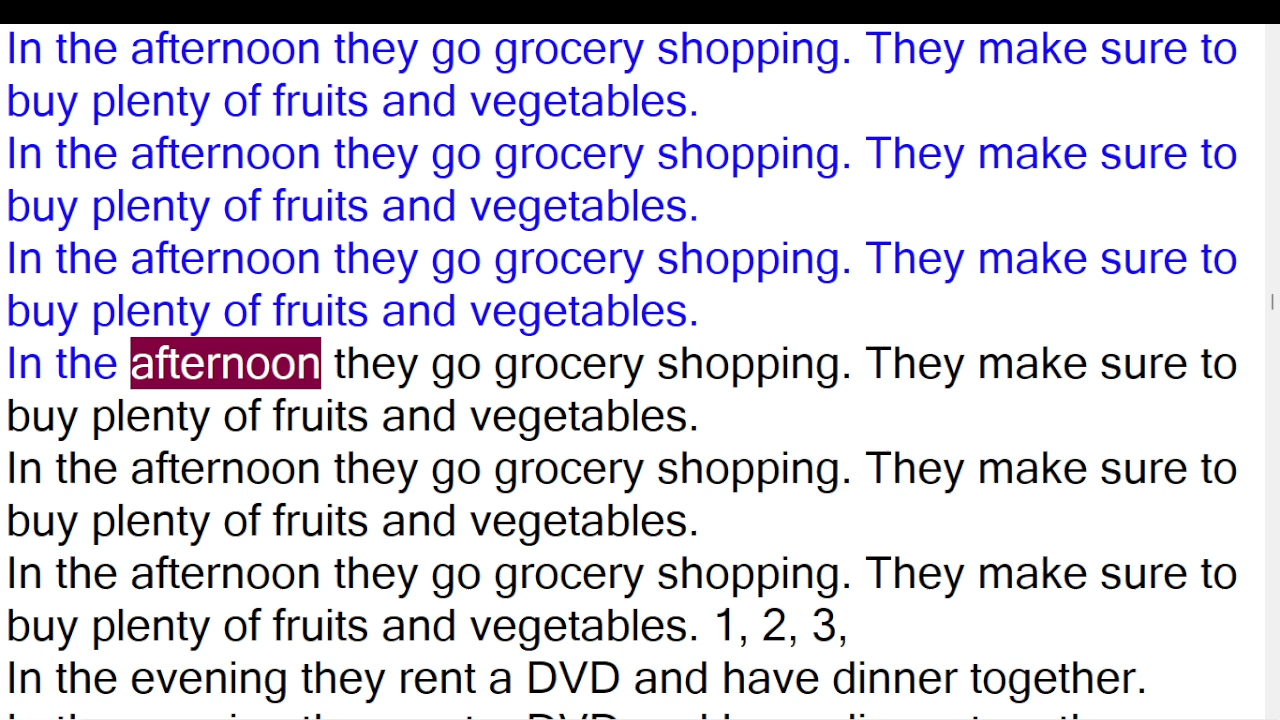 In the afternoon they go grocery shopping. They make sure to
buy plenty of fruits and vegetables.
In the afternoon they go grocery shopping. They make sure to
buy plenty of fruits and vegetables.
In the afternoon they go grocery shopping. They make sure to
buy plenty of fruits and vegetables.
In the afternoon they go grocery shopping. They make sure to
buy plenty of fruits and vegetables.
In the afternoon they go grocery shopping. They make sure to
buy plenty of fruits and vegetables.
In the afternoon they go grocery shopping. They make sure to
buy plenty of fruits and vegetables. 1, 2, 3,
In the evening they rent a DVD and have dinner together.